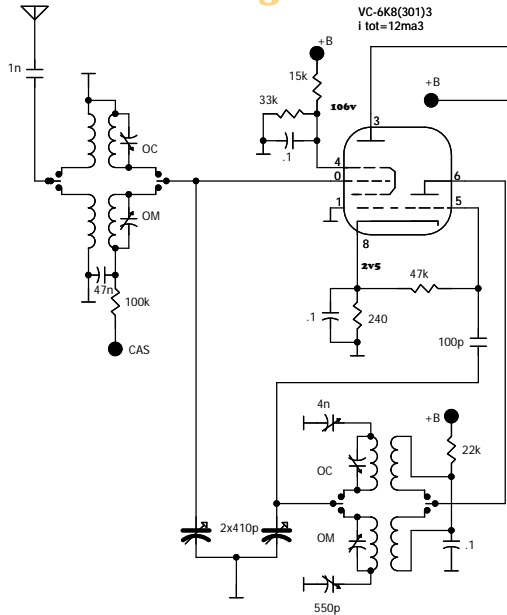 VC-6K8(301)3
i tot=12ma3
+B
1n
15k
+B
33k
106v
3
.1
OC
4
0
6
1
5
OM
8
2v5
47k
47n
100k
.1
240
100p
CAS
4n
+B
22k
OC
2x410p
OM
.1
550p